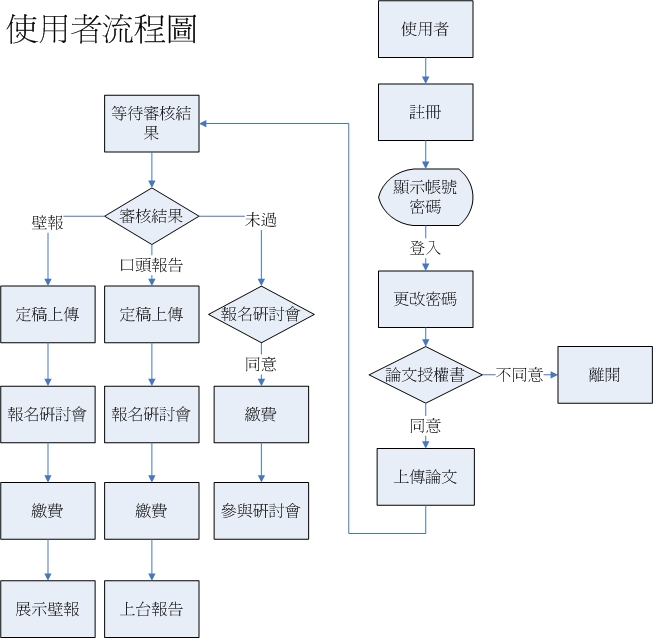 使用者流程圖
使用者
註冊
顯示帳號
密碼
登入
更改密碼
論文授權書
不同意
離開
同意
上傳論文
等待審核結
果
審核結果
壁報
口頭報告
未過
定稿上傳
定稿上傳
報名研討會
同意
報名研討會
報名研討會
繳費
繳費
繳費
參與研討會
展示壁報
上台報告